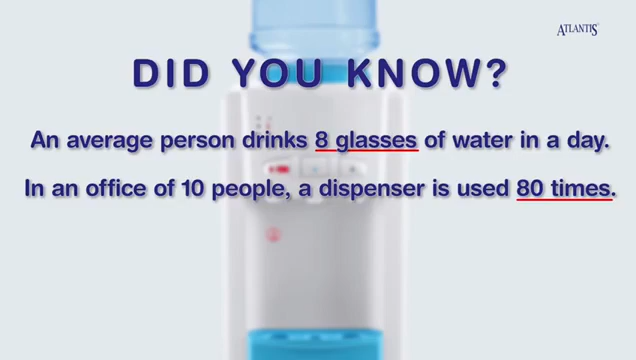 ATLANTIS
DID YOU KNOW?
An average person drinks 8 glasses of water in a day.
In an office of 10 people, a dispenser is used 80 times.